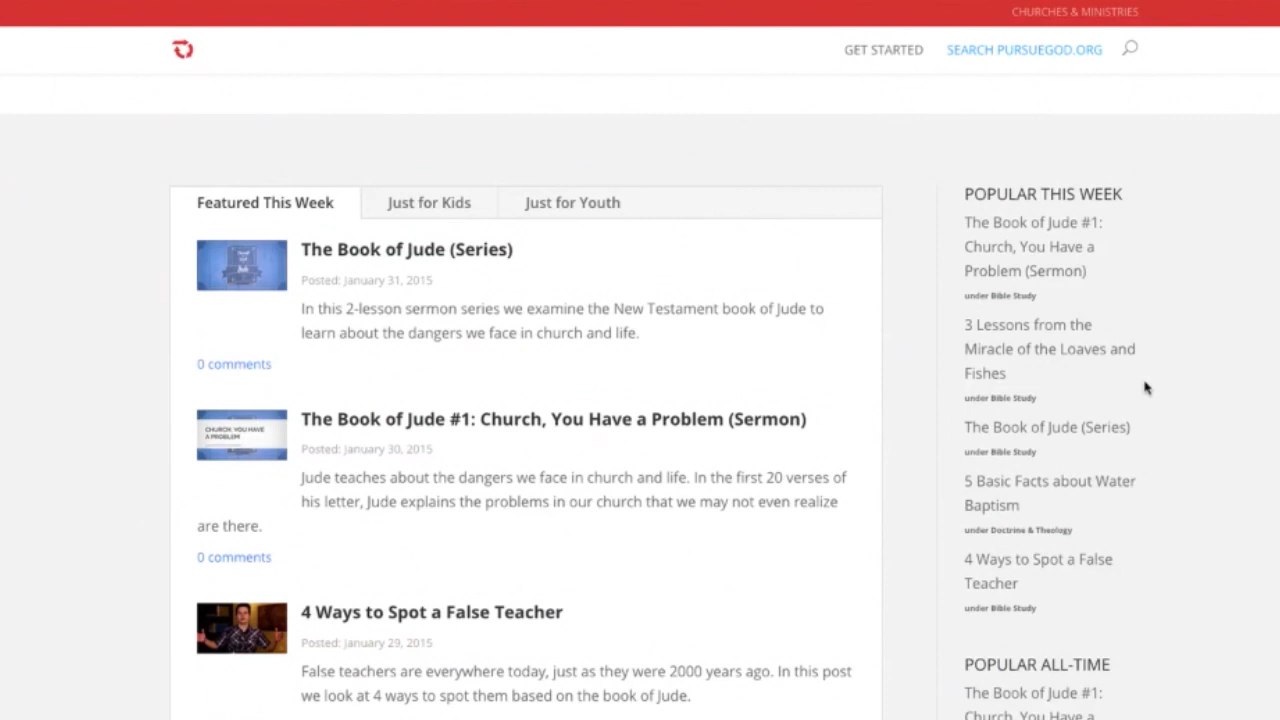 CHURCHES & MINISTRIES
GET STARTED
SEARCH PURSUEGOD.ORG
Featured This Week
Just for Kids
Just for Youth
The Book of Jude (Series)
Posted: January 31, 2015
In this 2-lesson sermon series we examine the New Testament book of Jude to
learn about the dangers we face in church and life.
0 comments
CHURCH, YOU HAVE
A PROBLEM
The Book of Jude #1: Church, You Have a Problem (Sermon)
Posted: January 30, 2015
Jude teaches about the dangers we face in church and life. In the first 20 verses of
his letter, Jude explains the problems in our church that we may not even realize
are there.
0 comments
4 Ways to Spot a False Teacher
Posted: January 29, 2015
False teachers are everywhere today, just as they were 2000 years ago. In this post
we look at 4 ways to spot them based on the book of Jude.
POPULAR THIS WEEK
The Book of Jude #1:
Church, You Have a
Problem (Sermon)
under Bible Study
3 Lessons from the
Miracle of the Loaves and
Fishes
under Bible Study
The Book of Jude (Series)
under Bible Study
5 Basic Facts about Water
Baptism
under Doctrine & Theology
4 Ways to Spot a False
Teacher
under Bible Study
POPULAR ALL-TIME
The Book of Jude #1:
Church, You Have a